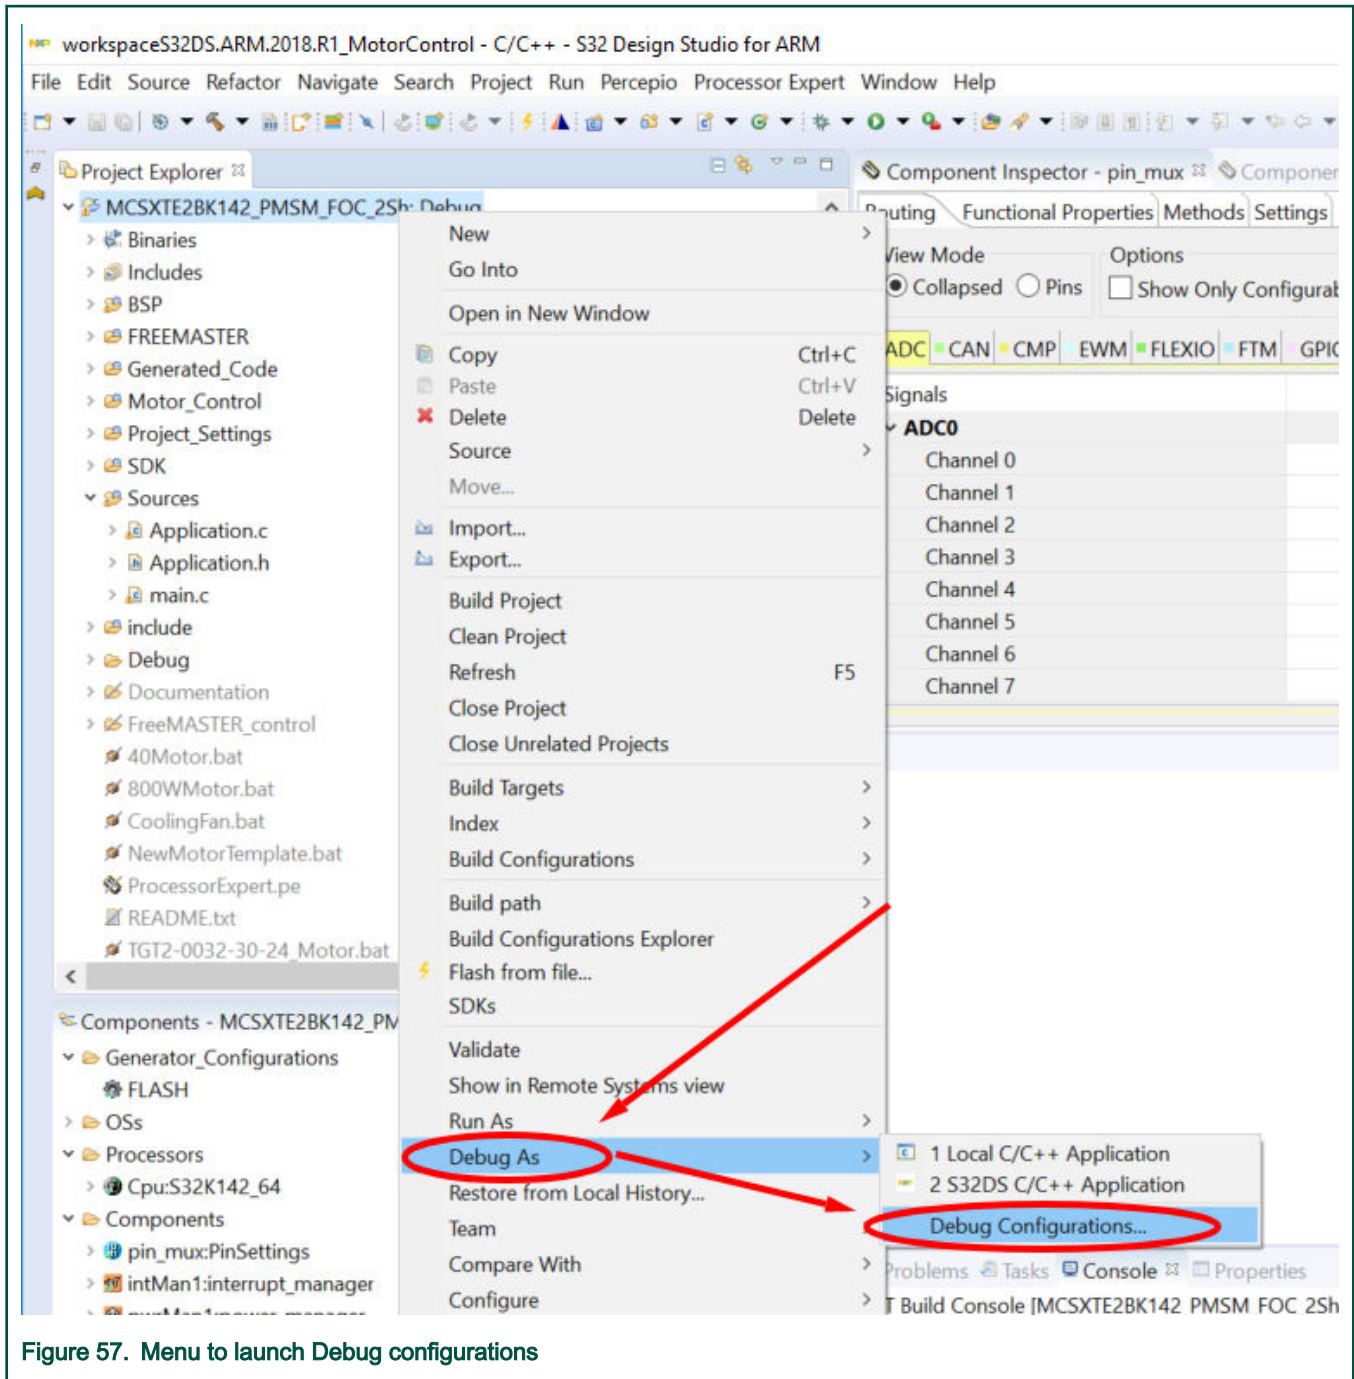 NXP workspaceS32DS.ARM.2018.R1_MotorControl - C/C++ - S32 Design Studio for ARM
File Edit Source Refactor Navigate Search Project Run Percepio Processor Expert Window Help
Project Explorer
MCSXTE2BK142_PMSM_FOC_2Sh: Debug
Binaries
Includes
BSP
FREEMASTER
Generated_Code
Motor_Control
Project_Settings
SDK
Sources
Application.c
Application.h
main.c
include
Debug
Documentation
FreeMASTER_control
40Motor.bat
800WMotor.bat
CoolingFan.bat
NewMotorTemplate.bat
ProcessorExpert.pe
README.txt
TGT2-0032-30-24_Motor.bat
Components - MCSXTE2BK142_PM
Generator_Configurations
FLASH
OSs
Processors
Cpu:S32K142_64
Components
pin_mux:PinSettings
intMan1:interrupt_manager
pwrMan1:power_manager
New
Go Into
Open in New Window
Copy Ctrl+C
Paste Ctrl+V
Delete Delete
Source
Move...
Import...
Export...
Build Project
Clean Project
Refresh F5
Close Project
Close Unrelated Projects
Build Targets
Index
Build Configurations
Build path
Build Configurations Explorer
Flash from file...
SDKs
Validate
Show in Remote Systems view
Run As
Debug As
Restore from Local History...
Team
Compare With
Configure
1 Local C/C++ Application
2 S32DS C/C++ Application
Debug Configurations...
Component Inspector - pin_mux Componen
Routing Functional Properties Methods Settings
View Mode Options
Collapsed Pins Show Only Configurab
ADC CAN CMP EWM FLEXIO FTM GPIO
Signals
ADC0
Channel 0
Channel 1
Channel 2
Channel 3
Channel 4
Channel 5
Channel 6
Channel 7
Problems Tasks Console Properties
T Build Console [MCSXTE2BK142_PMSM_FOC_2Sh
Figure 57. Menu to launch Debug configurations